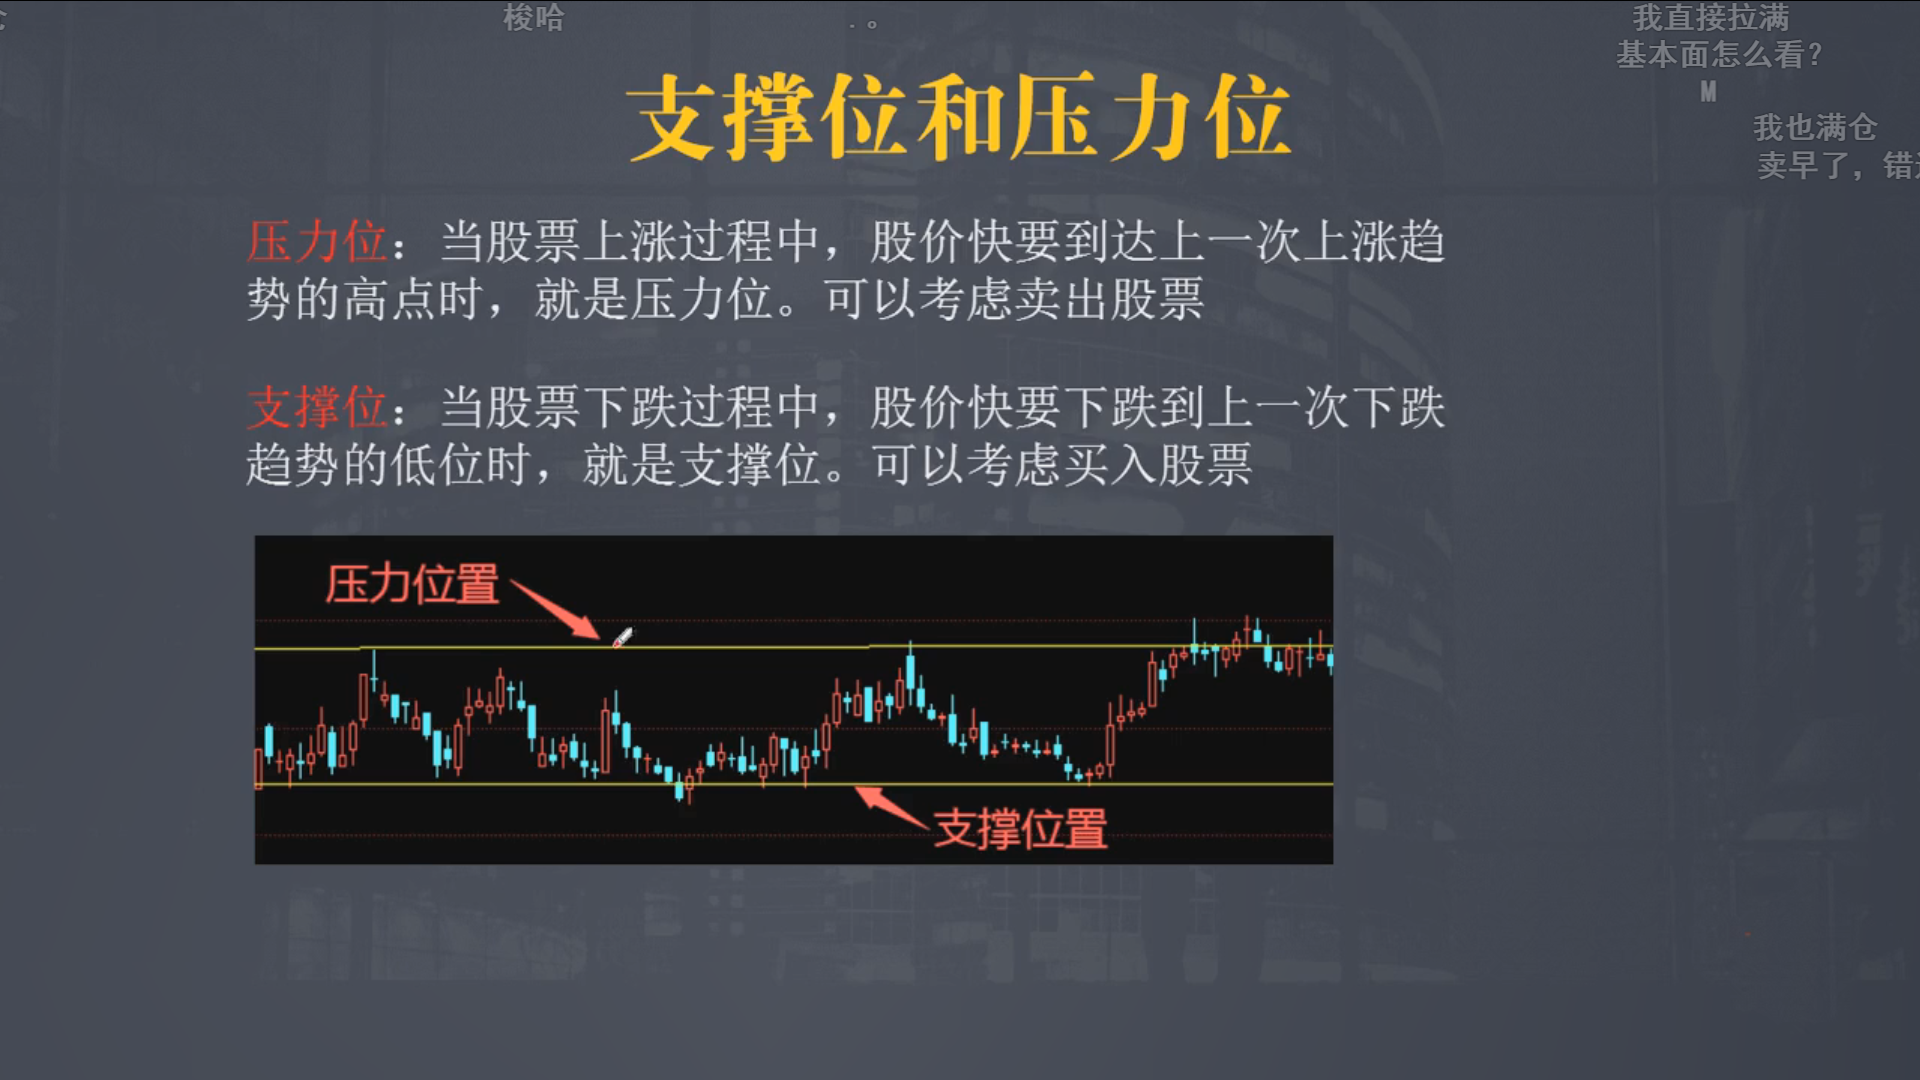 梭哈
我直接拉满
基本面怎么看？
M
我也满仓
卖早了，错
支撑位和压力位
压力位：当股票上涨过程中，股价快要到达上一次上涨趋
势的高点时，就是压力位。可以考虑卖出股票
支撑位：当股票下跌过程中，股价快要下跌到上一次下跌
趋势的低位时，就是支撑位。可以考虑买入股票
压力位置
支撑位置